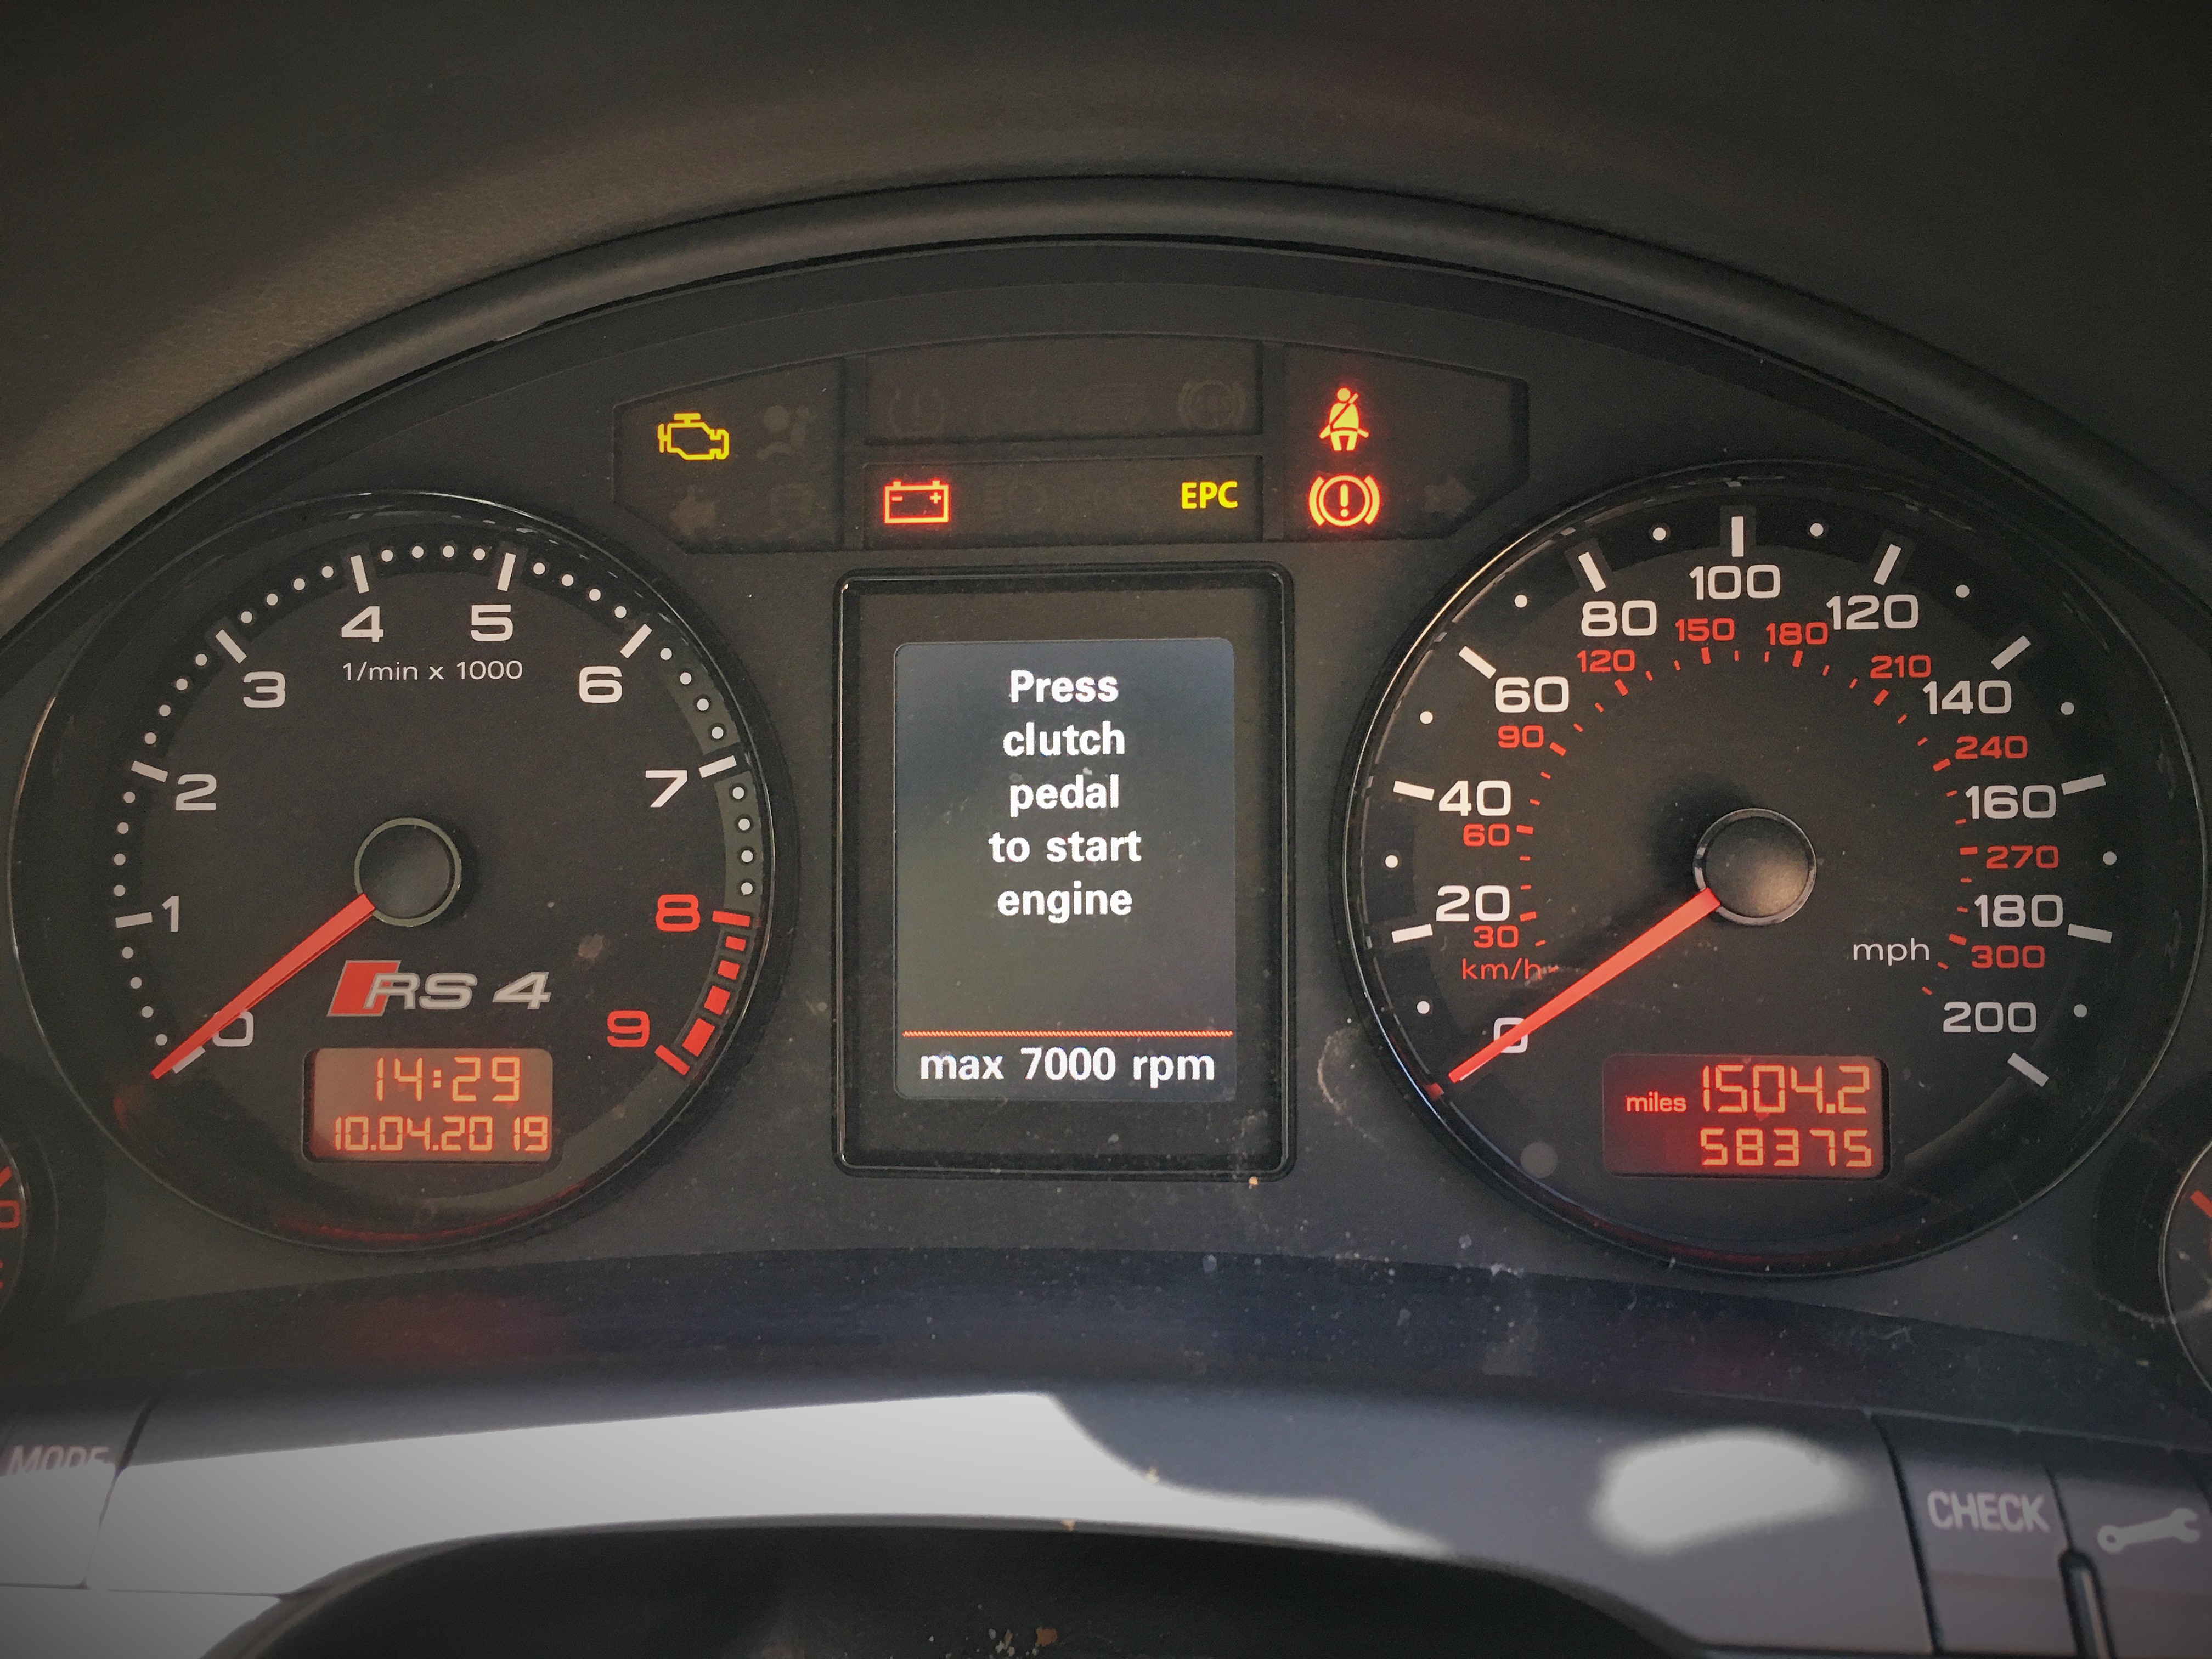 EPC
4 5
1/min x 1000
3 6
2 7
1 8
0 9
RS 4
14:29
10.04.2019
Press
clutch
pedal
to start
engine
max 7000 rpm
100
80 120
150 180
120 210
60 140
90 240
40 160
60 270
20 180
30 300
km/h mph
0 200
miles 1504.2
58375
MODE
CHECK